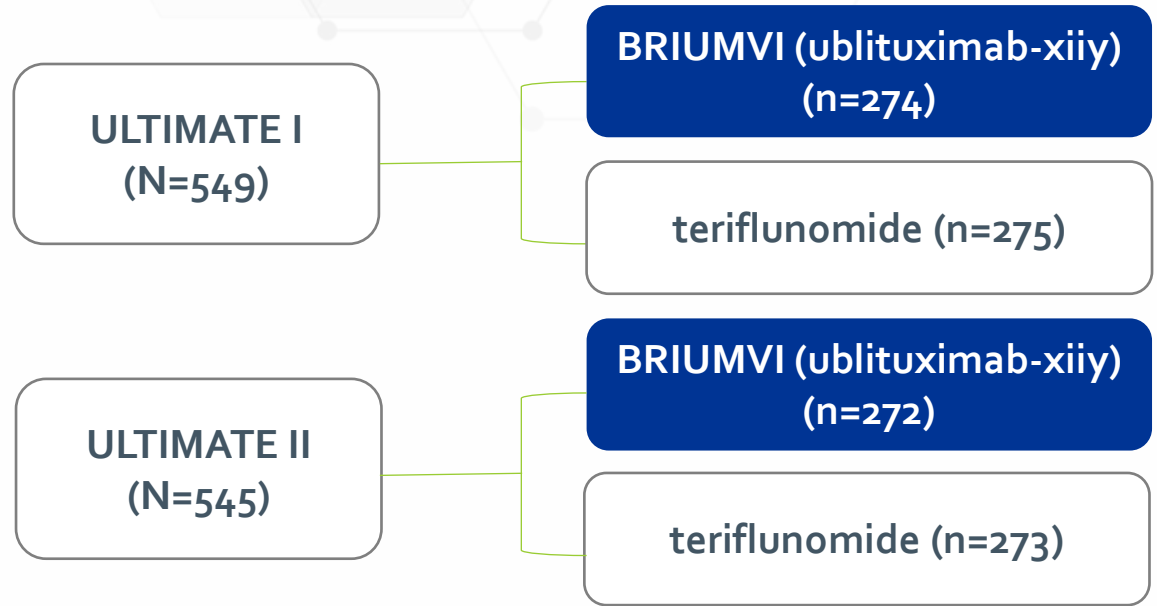 ULTIMATE I
(N=549)
BRIUMVI (ublituximab-xiiy)
(n=274)
teriflunomide (n=275)
ULTIMATE II
(N=545)
BRIUMVI (ublituximab-xiiy)
(n=272)
teriflunomide (n=273)